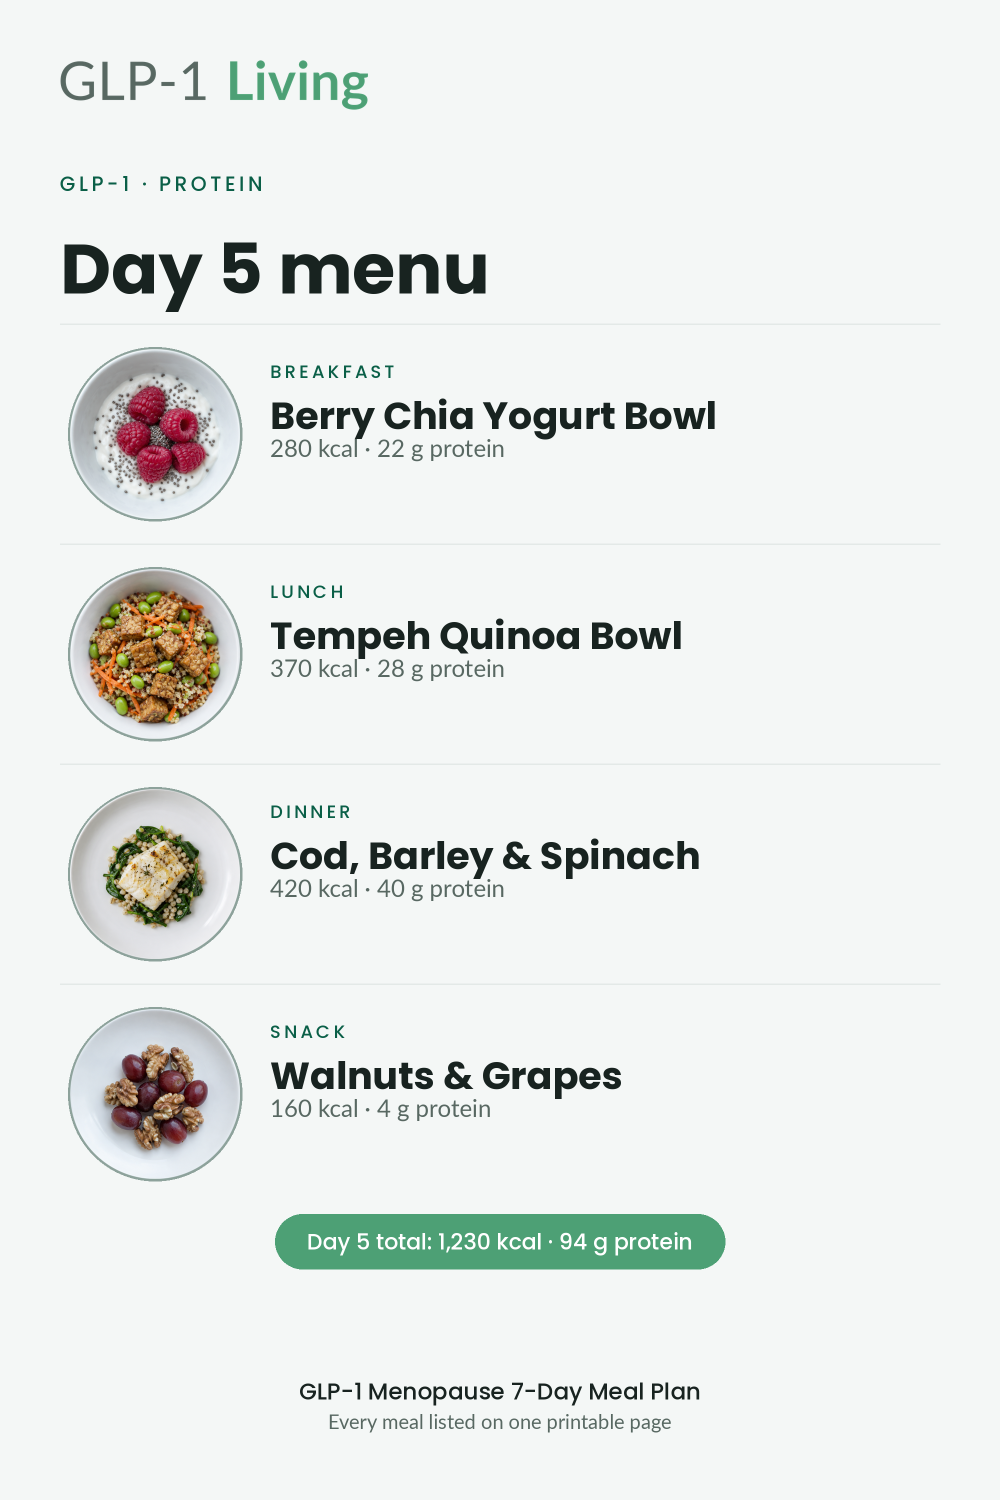 GLP-1 Living
GLP-1 · PROTEIN
Day 5 menu
BREAKFAST
Berry Chia Yogurt Bowl
280 kcal · 22 g protein
LUNCH
Tempeh Quinoa Bowl
370 kcal · 28 g protein
DINNER
Cod, Barley & Spinach
420 kcal · 40 g protein
SNACK
Walnuts & Grapes
160 kcal · 4 g protein
Day 5 total: 1,230 kcal · 94 g protein
GLP-1 Menopause 7-Day Meal Plan
Every meal listed on one printable page